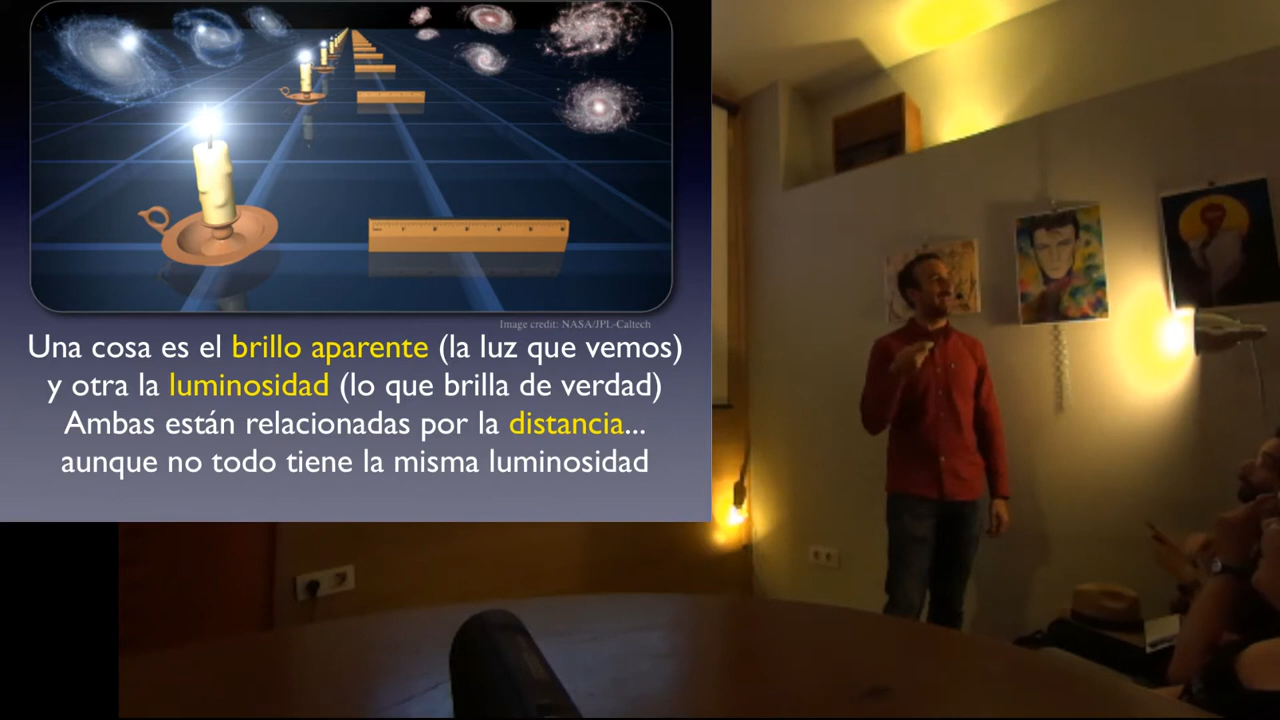 Image credit: NASA/JPL-Caltech
Una cosa es el brillo aparente (la luz que vemos)
y otra la luminosidad (lo que brilla de verdad)
Ambas están relacionadas por la distancia...
aunque no todo tiene la misma luminosidad